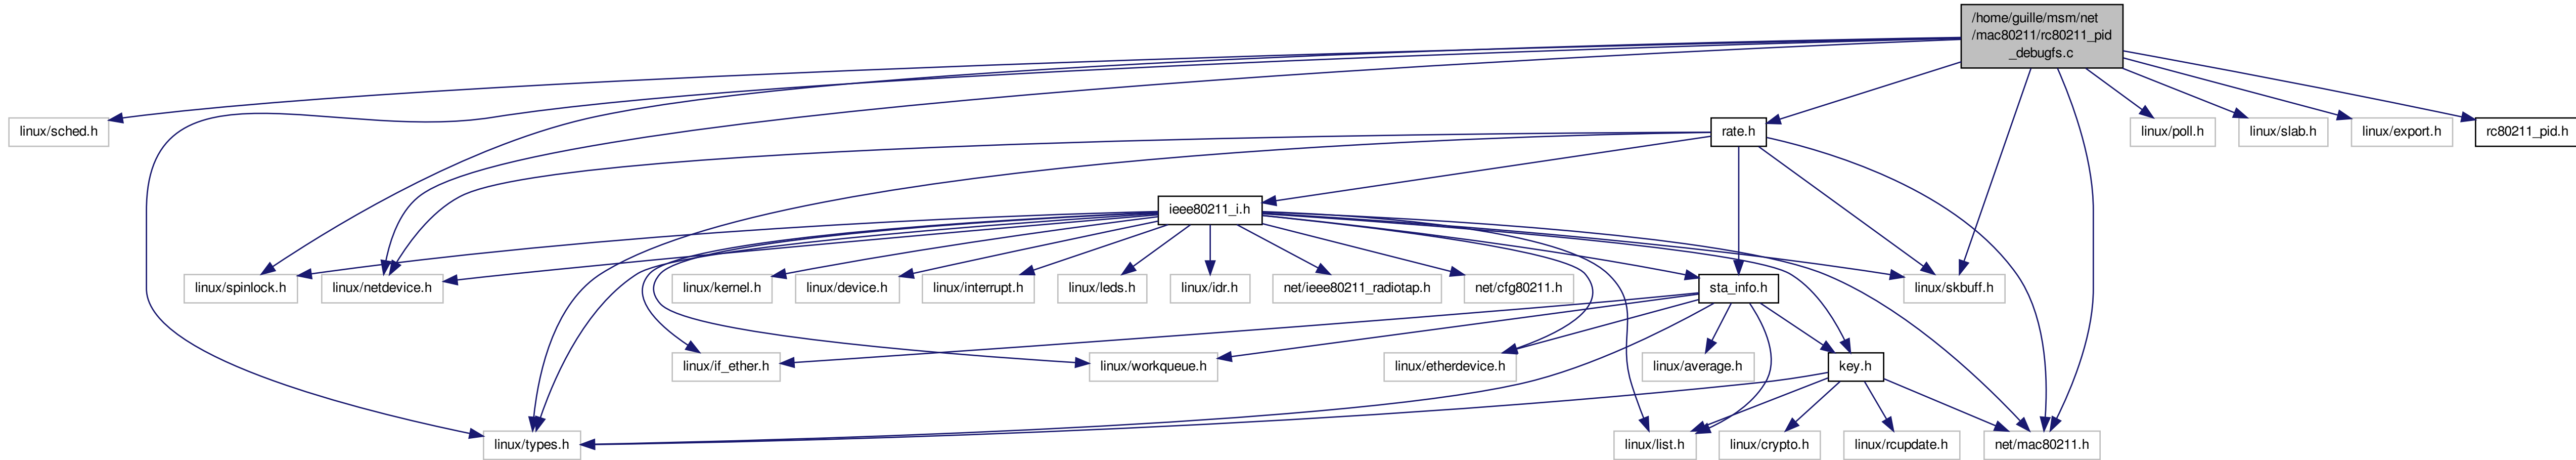 /home/guille/msm/net
/mac80211/rc80211_pid
_debugfs.c
linux/sched.h
rate.h
linux/poll.h
linux/slab.h
linux/export.h
rc80211_pid.h
ieee80211_i.h
linux/spinlock.h
linux/netdevice.h
linux/kernel.h
linux/device.h
linux/interrupt.h
linux/leds.h
linux/idr.h
net/ieee80211_radiotap.h
net/cfg80211.h
sta_info.h
linux/skbuff.h
linux/if_ether.h
linux/workqueue.h
linux/etherdevice.h
linux/average.h
key.h
linux/types.h
linux/list.h
linux/crypto.h
linux/rcupdate.h
net/mac80211.h